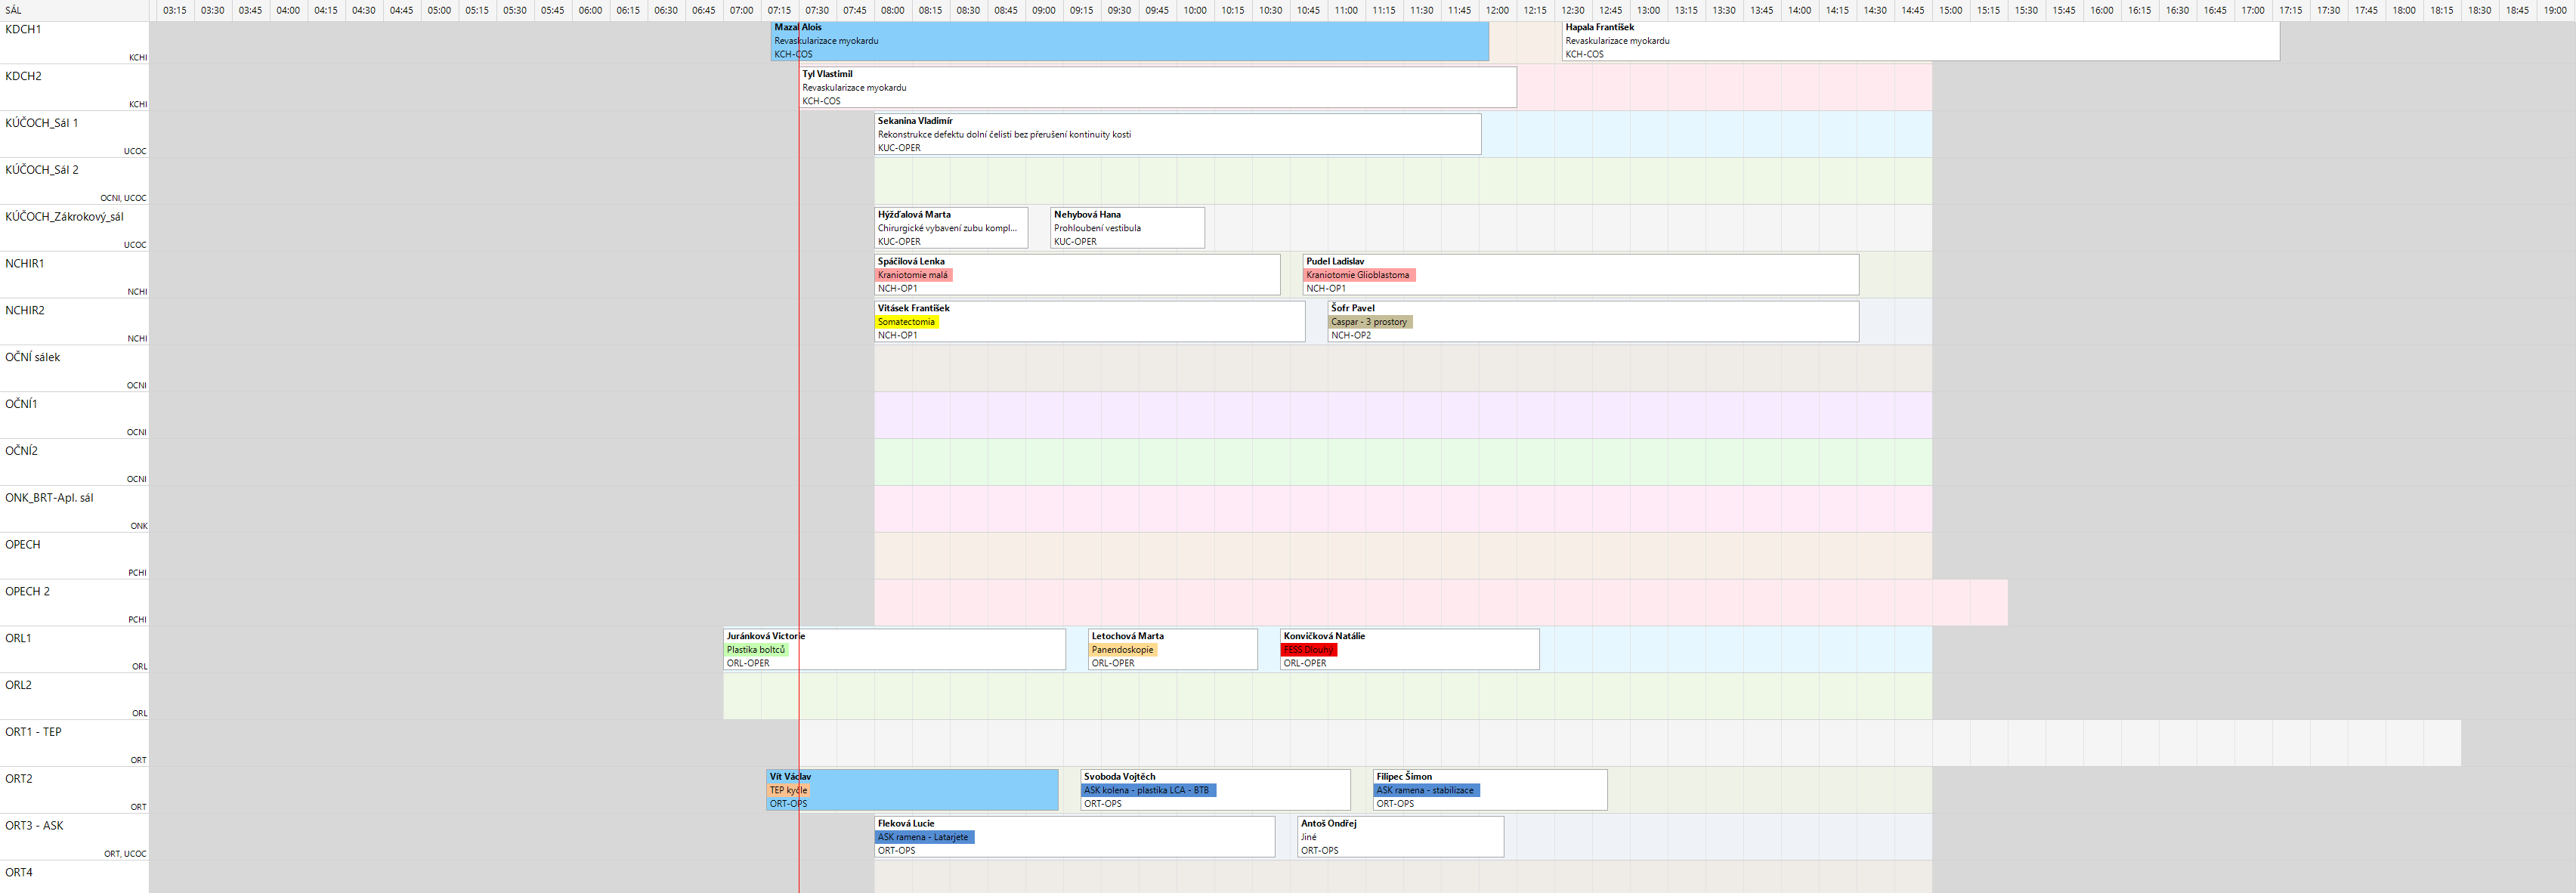 SÁL 03:15 03:30 03:45 04:00 04:15 04:30 04:45 05:00 05:15 05:30 05:45 06:00 06:15 06:30 06:45 07:00 07:15 07:30 07:45 08:00 08:15 08:30 08:45 09:00 09:15 09:30 09:45 10:00 10:15 10:30 10:45 11:00 11:15 11:30 11:45 12:00 12:15 12:30 12:45 13:00 13:15 13:30 13:45 14:00 14:15 14:30 14:45 15:00 15:15 15:30 15:45 16:00 16:15 16:30 16:45 17:00 17:15 17:30 17:45 18:00 18:15 18:30 18:45 19:00
KDCH1
KCHI
Mazal Alois
Revaskularizace myokardu
KCH-COS
Hapala František
Revaskularizace myokardu
KCH-COS
KDCH2
KCHI
Tyl Vlastimil
Revaskularizace myokardu
KCH-COS
KÚČOCH_Sál 1
UCOC
Sekanina Vladimír
Rekonstrukce defektu dolní čelisti bez přerušení kontinuity kosti
KUC-OPER
KÚČOCH_Sál 2
OCNI, UCOC
KÚČOCH_Zákrokový_sál
UCOC
Hýžďalová Marta
Chirurgické vybavení zubu kompl...
KUC-OPER
Nehybová Hana
Prohloubení vestibula
KUC-OPER
NCHIR1
NCHI
Spáčilová Lenka
Kraniotomie malá
NCH-OP1
Pudel Ladislav
Kraniotomie Glioblastoma
NCH-OP1
NCHIR2
NCHI
Vitásek František
Somatectomia
NCH-OP1
Šofr Pavel
Caspar - 3 prostory
NCH-OP2
OČNÍ sálek
OCNI
OČNÍ1
OCNI
OČNÍ2
OCNI
ONK_BRT-Apl. sál
ONK
OPECH
PCHI
OPECH 2
PCHI
ORL1
ORL
Juránková Victorie
Plastika boltců
ORL-OPER
Letochová Marta
Panendoskopie
ORL-OPER
Konvičková Natálie
FESS Dlouhý
ORL-OPER
ORL2
ORL
ORT1 - TEP
ORT
ORT2
ORT
Vít Václav
TEP kyčle
ORT-OPS
Svoboda Vojtěch
ASK kolena - plastika LCA - BTB
ORT-OPS
Filipec Šimon
ASK ramena - stabilizace
ORT-OPS
ORT3 - ASK
ORT, UCOC
Fleková Lucie
ASK ramena - Latarjete
ORT-OPS
Antoš Ondřej
Jiné
ORT-OPS
ORT4